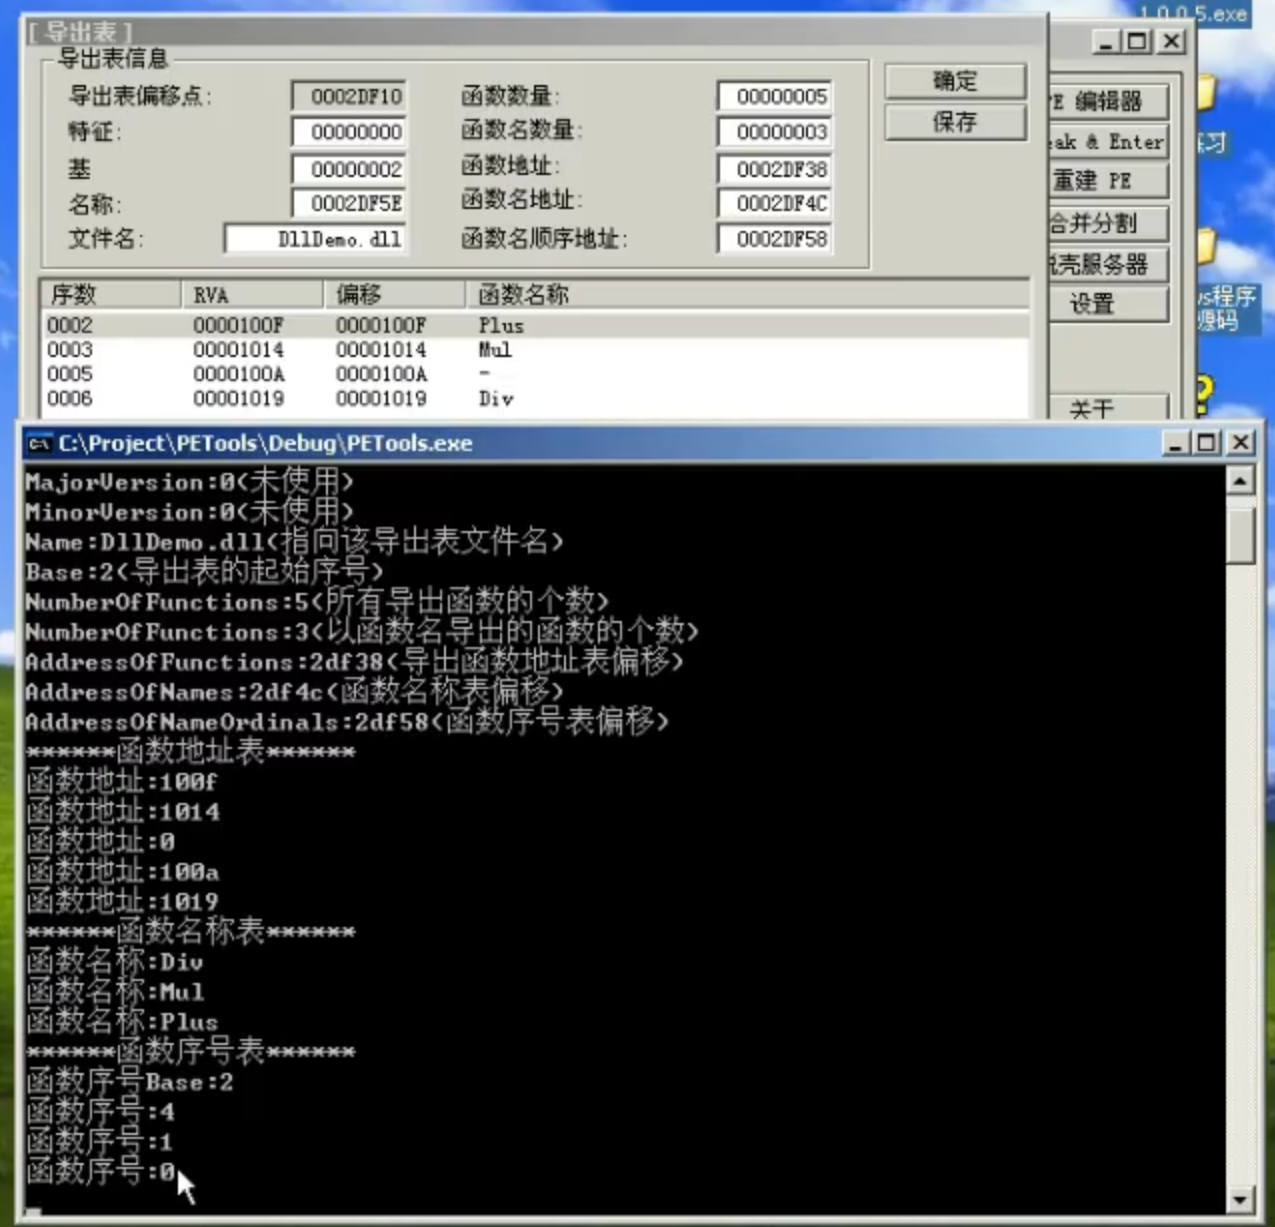 1.0.0.5.exe
[ 导出表 ]
导出表信息
导出表偏移点: 0002DF10 函数数量: 00000005 确定
特征: 00000000 函数名数量: 00000003 保存
基 00000002 函数地址: 0002DF38
名称: 0002DF5E 函数名地址: 0002DF4C
文件名: DllDemo.dll 函数名顺序地址: 0002DF58
PE 编辑器
eak & Enter
重建 PE
合并分割
脱壳服务器
设置
关于
练习
ws程序
源码
序数 RVA 偏移 函数名称
0002 0000100F 0000100F Plus
0003 00001014 00001014 Mul
0005 0000100A 0000100A -
0006 00001019 00001019 Div
C:\Project\PETools\Debug\PETools.exe
MajorVersion:0(未使用)
MinorVersion:0(未使用)
Name:DllDemo.dll(指向该导出表文件名)
Base:2(导出表的起始序号)
NumberOfFunctions:5(所有导出函数的个数)
NumberOfFunctions:3(以函数名导出的函数的个数)
AddressOfFunctions:2df38(导出函数地址表偏移)
AddressOfNames:2df4c(函数名称表偏移)
AddressOfNameOrdinals:2df58(函数序号表偏移)
******函数地址表******
函数地址:100f
函数地址:1014
函数地址:0
函数地址:100a
函数地址:1019
******函数名称表******
函数名称:Div
函数名称:Mul
函数名称:Plus
******函数序号表******
函数序号Base:2
函数序号:4
函数序号:1
函数序号:0